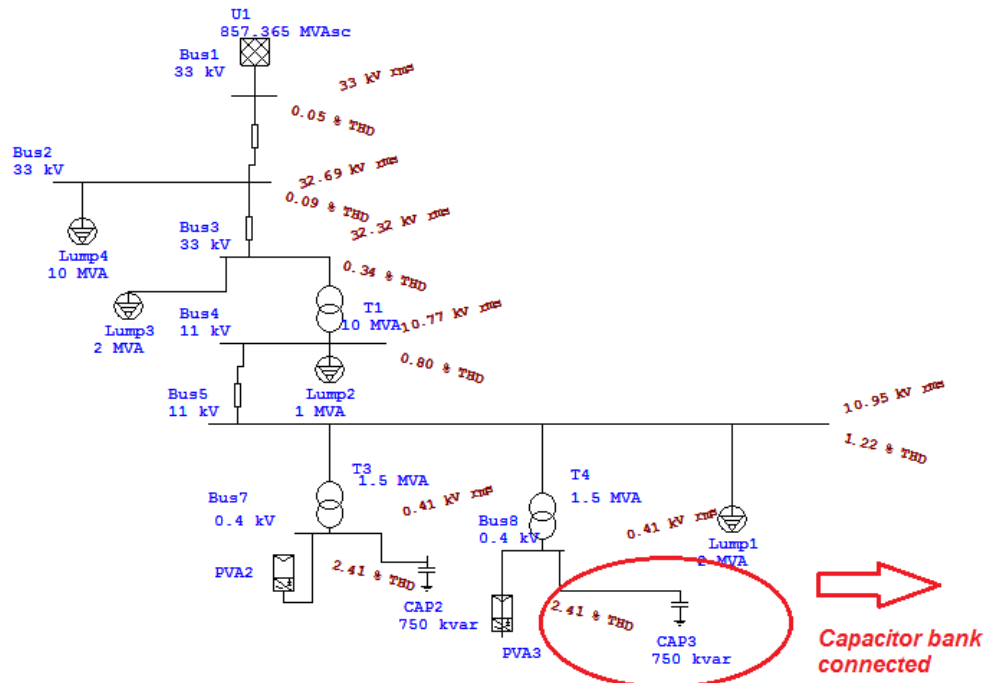 U1
857.365 MVAsc
Bus1
33 kV
33 kV rms
0.05 % THD
Bus2
33 kV
32.69 kV rms
0.09 % THD
Bus3
33 kV
32.32 kV rms
Lump4
10 MVA
0.34 % THD
Lump3
2 MVA
T1
10 MVA
Bus4
11 kV
10.77 kV rms
0.80 % THD
Lump2
1 MVA
Bus5
11 kV
10.95 kV rms
1.22 % THD
T3
1.5 MVA
T4
1.5 MVA
Bus7
0.4 kV
0.41 kV rms
Bus8
0.4 kV
0.41 kV rms
Lump1
2 MVA
PVA2
2.41 % THD
CAP2
750 kvar
PVA3
2.41 % THD
CAP3
750 kvar
Capacitor bank
connected